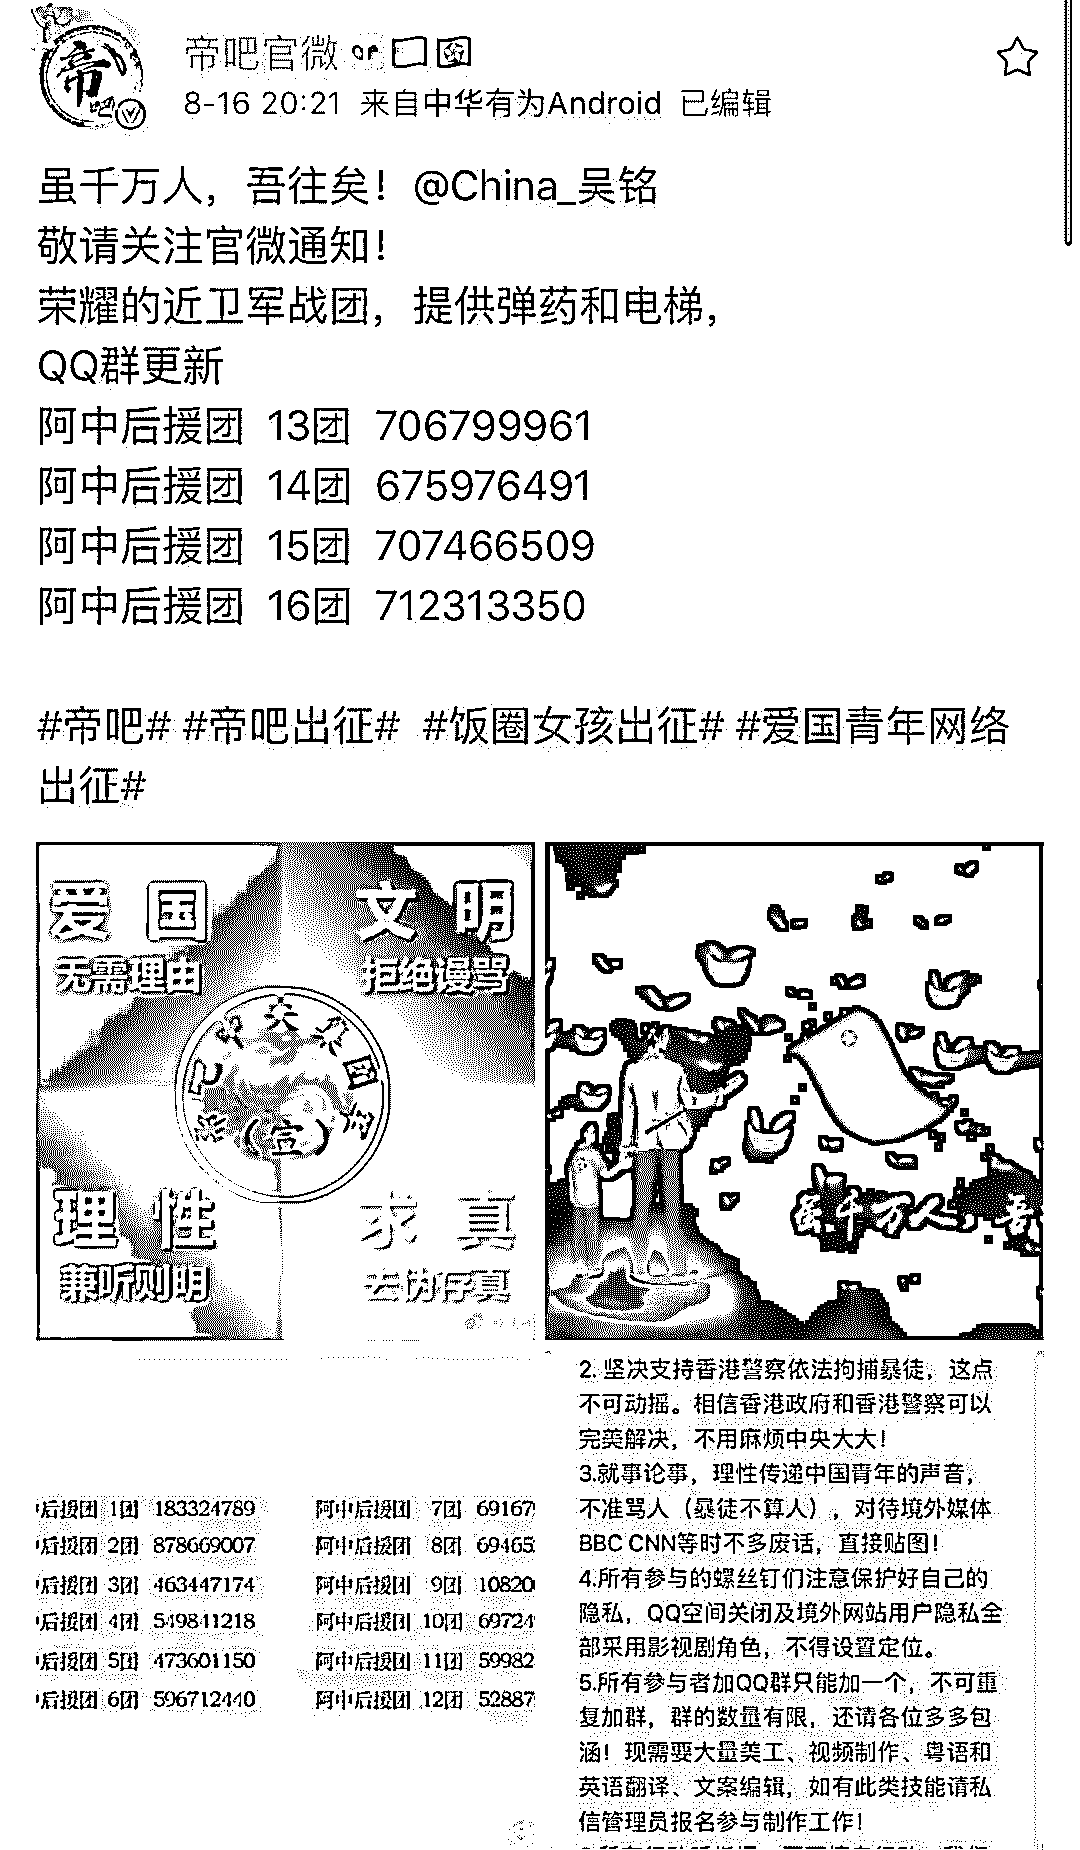 帝吧官微
8-16 20:21 来自中华有为Android 已编辑
虽千万人，吾往矣！@China_吴铭
敬请关注官微通知！
荣耀的近卫军战团，提供弹药和电梯，
QQ群更新
阿中后援团 13团 706799961
阿中后援团 14团 675976491
阿中后援团 15团 707466509
阿中后援团 16团 712313350
#帝吧# #帝吧出征# #饭圈女孩出征# #爱国青年网络
出征#
爱国 文明
无需理由 拒绝谩骂
帝吧中央集团军
（宣）
理性 求真
兼听则明 去伪存真
虽千万人，吾
后援团 1团 183324789 阿中后援团 7团 69167
后援团 2团 878669007 阿中后援团 8团 69465
后援团 3团 463447174 阿中后援团 9团 10820
后援团 4团 549841218 阿中后援团 10团 69724
后援团 5团 473601150 阿中后援团 11团 59982
后援团 6团 596712440 阿中后援团 12团 52887
2. 坚决支持香港警察依法拘捕暴徒，这点
不可动摇。相信香港政府和香港警察可以
完美解决，不用麻烦中央大大！
3.就事论事，理性传递中国青年的声音，
不准骂人（暴徒不算人），对待境外媒体
BBC CNN等时不多废话，直接贴图！
4.所有参与的螺丝钉们注意保护好自己的
隐私，QQ空间关闭及境外网站用户隐私全
部采用影视剧角色，不得设置定位。
5.所有参与者加QQ群只能加一个，不可重
复加群，群的数量有限，还请各位多多包
涵！现需要大量美工、视频制作、粤语和
英语翻译、文案编辑，如有此类技能请私
信管理员报名参与制作工作！